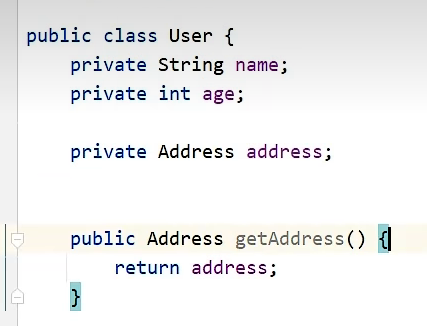 public class User {
private String name;
private int age;
private Address address;
public Address getAddress() {
return address;
}